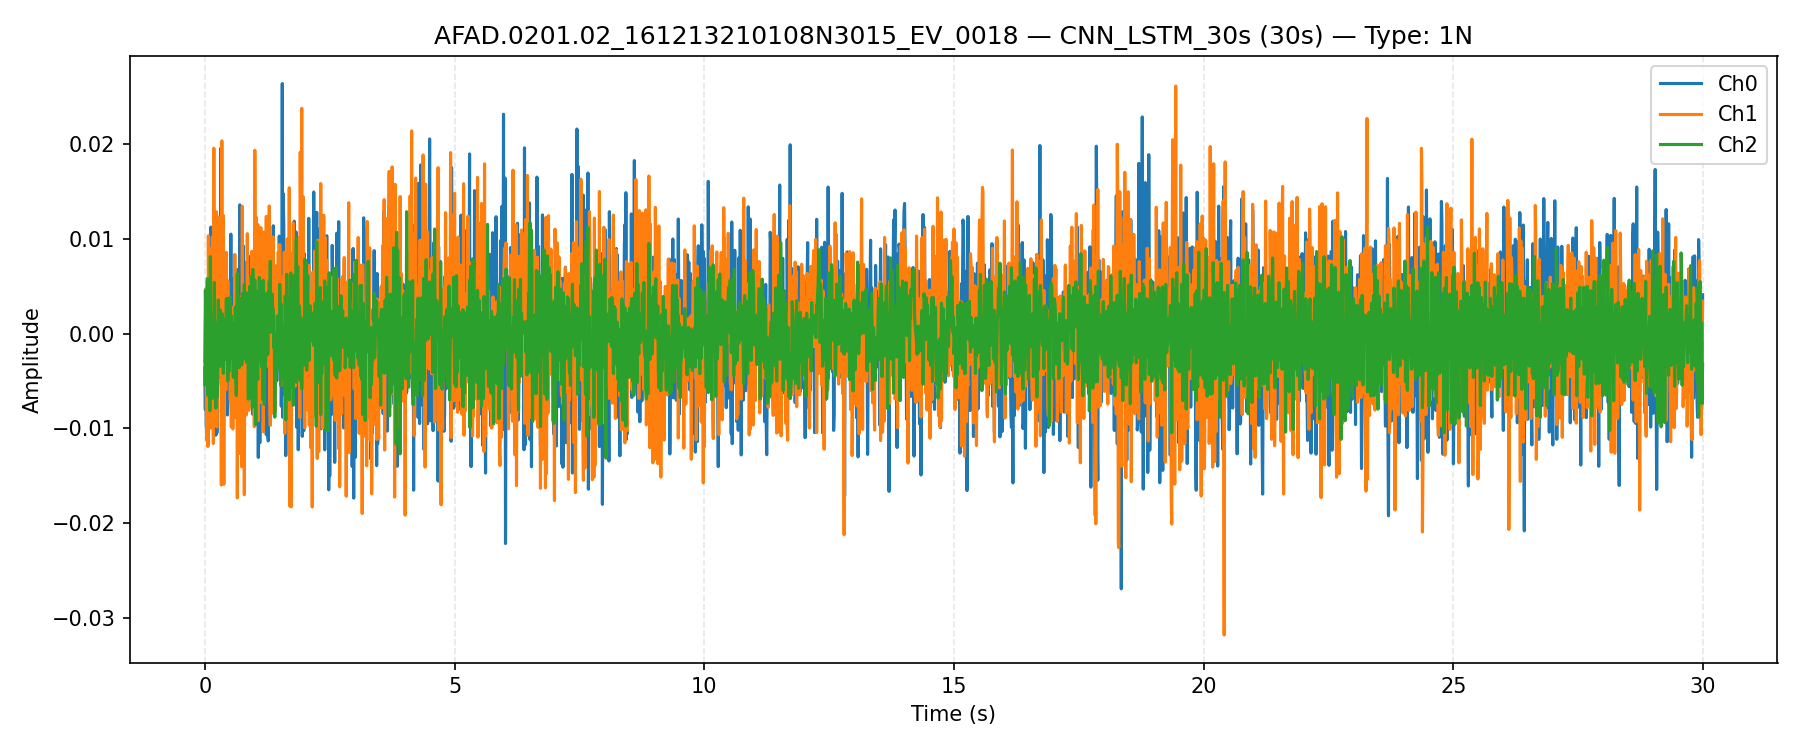 AFAD.0201.02_161213210108N3015_EV_0018 — CNN_LSTM_30s (30s) — Type: 1N
Ch0
Ch1
Ch2
0.02
0.01
0.00
−0.01
−0.02
−0.03
Amplitude
0 5 10 15 20 25 30
Time (s)